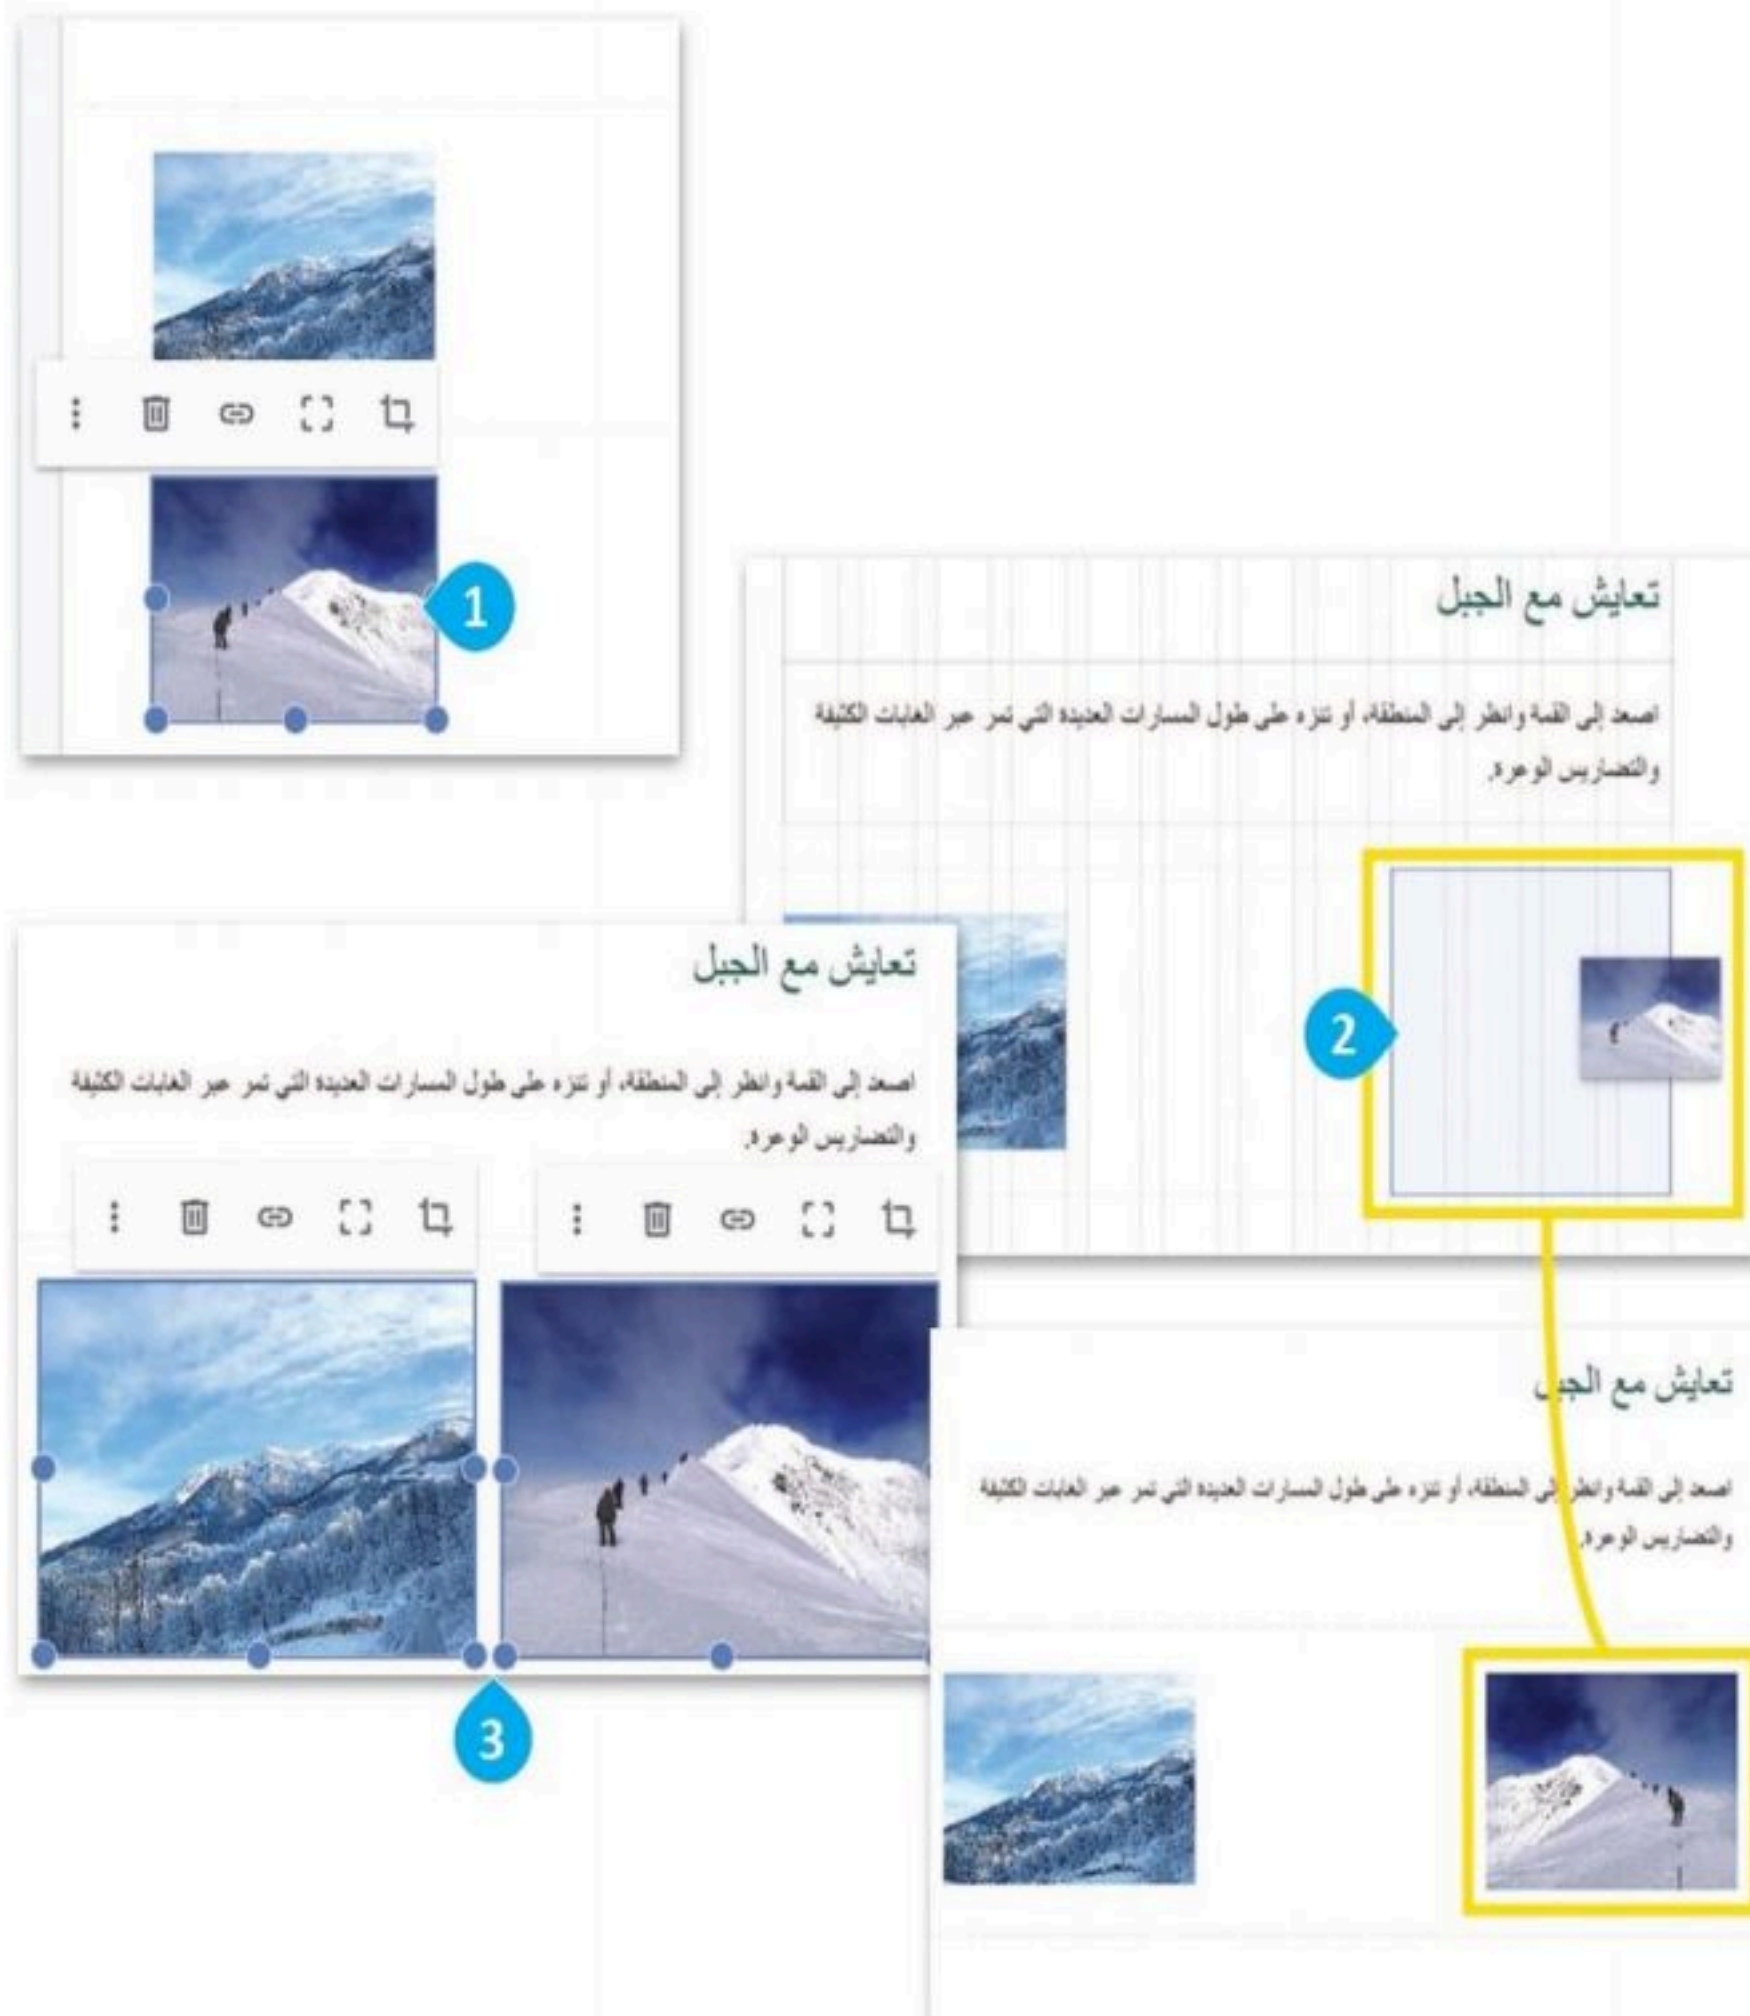 1
تعايش مع الجبل
اصعد إلى القمة وانظر إلى المنطقة، أو تنزه على طول المسارات العديدة التي تمر عبر الغابات الكثيفة
والتضاريس الوعرة.
2
تعايش مع الجبل
اصعد إلى القمة وانظر إلى المنطقة، أو تنزه على طول المسارات العديدة التي تمر عبر الغابات الكثيفة
والتضاريس الوعرة.
3
تعايش مع الجبل
اصعد إلى القمة وانظر إلى المنطقة، أو تنزه على طول المسارات العديدة التي تمر عبر الغابات الكثيفة
والتضاريس الوعرة.